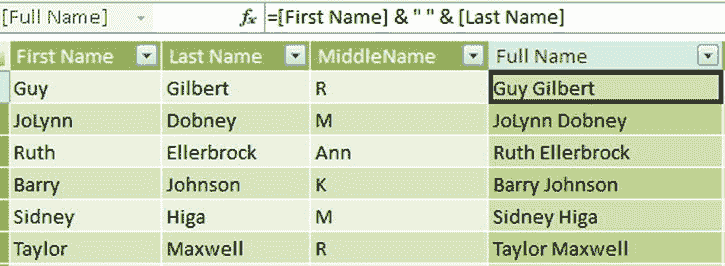 [Full Name] fx =[First Name] & " " & [Last Name]
First Name Last Name MiddleName Full Name
Guy Gilbert R Guy Gilbert
JoLynn Dobney M JoLynn Dobney
Ruth Ellerbrock Ann Ruth Ellerbrock
Barry Johnson K Barry Johnson
Sidney Higa M Sidney Higa
Taylor Maxwell R Taylor Maxwell